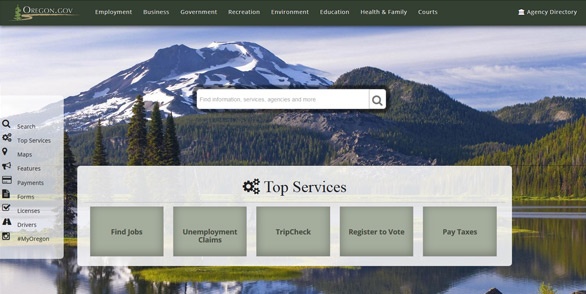 OREGON.GOV
Employment Business Government Recreation Environment Education Health & Family Courts Agency Directory
Find information, services, agencies and more
Search
Top Services
Maps
Features
Payments
Forms
Licenses
Drivers
#MyOregon
Top Services
Find Jobs
Unemployment
Claims
TripCheck
Register to Vote
Pay Taxes